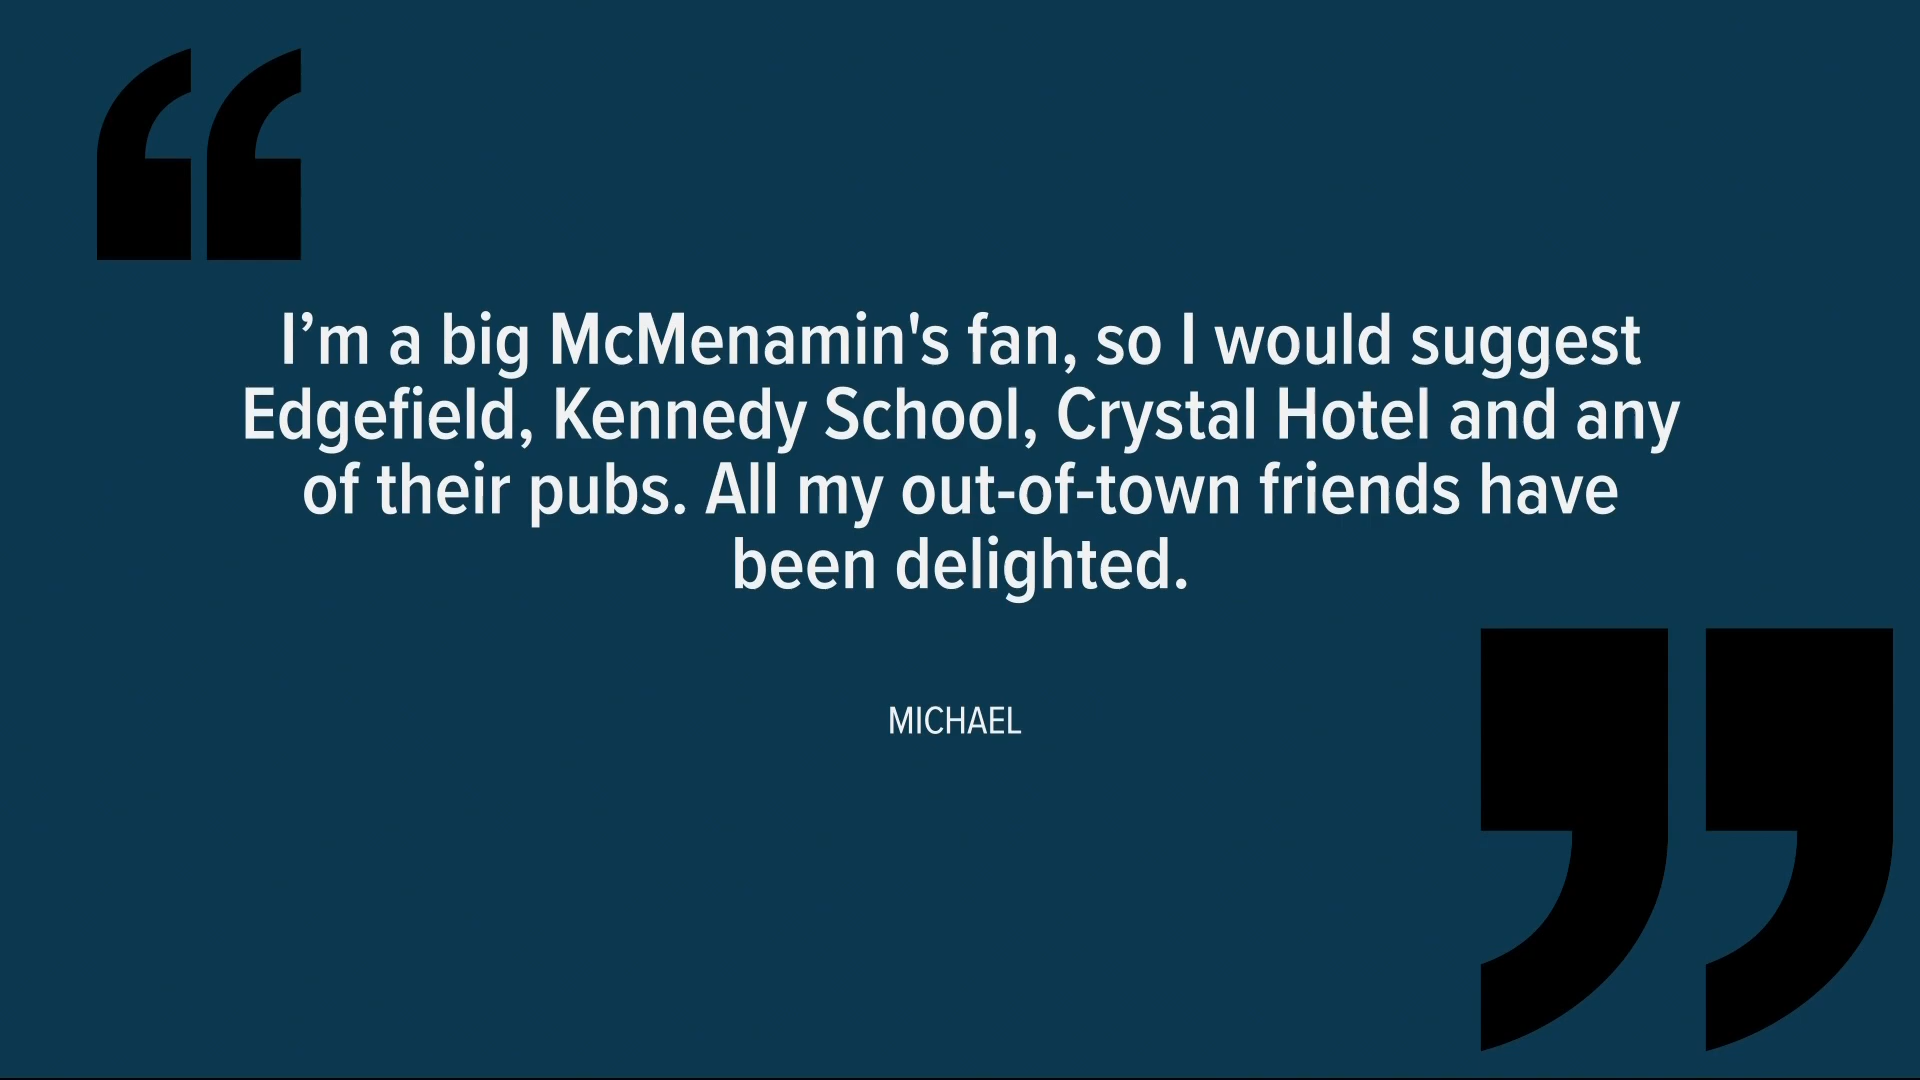 I’m a big McMenamin's fan, so I would suggest
Edgefield, Kennedy School, Crystal Hotel and any
of their pubs. All my out-of-town friends have
been delighted.
MICHAEL